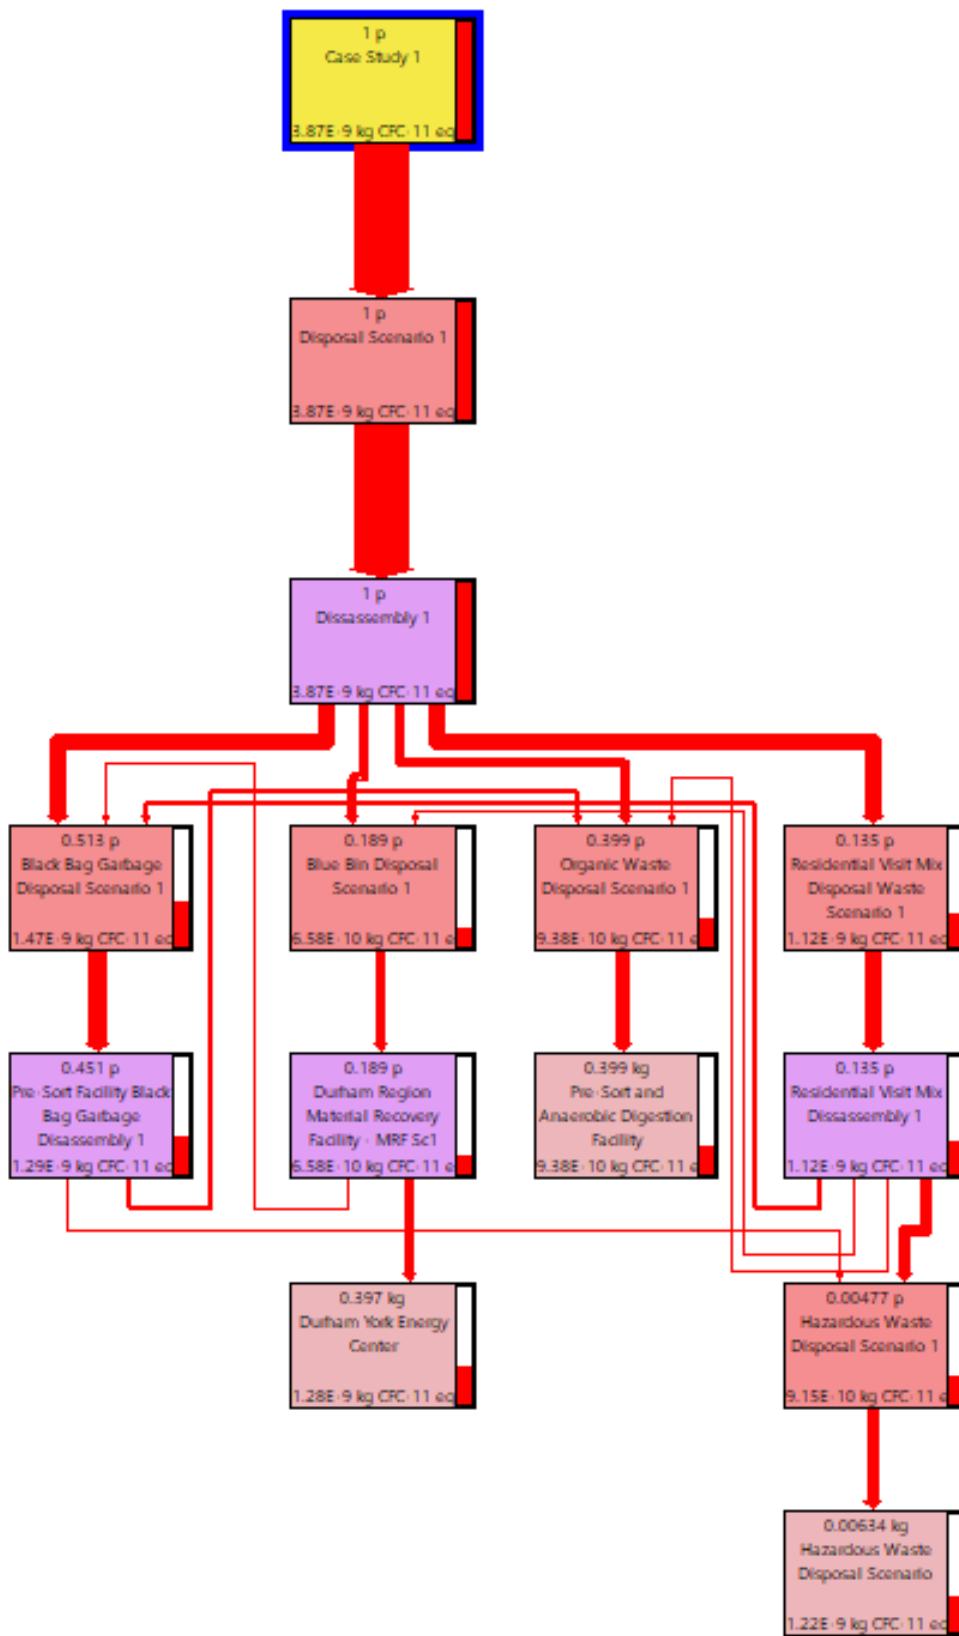 1 p
Case Study 1
3.87E-9 kg CFC-11 eq
1 p
Disposal Scenario 1
3.87E-9 kg CFC-11 eq
1 p
Dissassembly 1
3.87E-9 kg CFC-11 eq
0.513 p
Black Bag Garbage
Disposal Scenario 1
1.47E-9 kg CFC-11 eq
0.189 p
Blue Bin Disposal
Scenario 1
6.58E-10 kg CFC-11 e
0.399 p
Organic Waste
Disposal Scenario 1
9.38E-10 kg CFC-11 e
0.135 p
Residential Visit Mix
Disposal Waste
Scenario 1
1.12E-9 kg CFC-11 eq
0.451 p
Pre-Sort Facility Black
Bag Garbage
Disassembly 1
1.29E-9 kg CFC-11 eq
0.189 p
Durham Region
Material Recovery
Facility - MRF Sc1
6.58E-10 kg CFC-11 e
0.399 kg
Pre-Sort and
Anaerobic Digestion
Facility
9.38E-10 kg CFC-11 e
0.135 p
Residential Visit Mix
Dissassembly 1
1.12E-9 kg CFC-11 eq
0.397 kg
Durham York Energy
Center
1.28E-9 kg CFC-11 eq
0.00477 p
Hazardous Waste
Disposal Scenario 1
9.15E-10 kg CFC-11 e
0.00634 kg
Hazardous Waste
Disposal Scenario
1.22E-9 kg CFC-11 eq